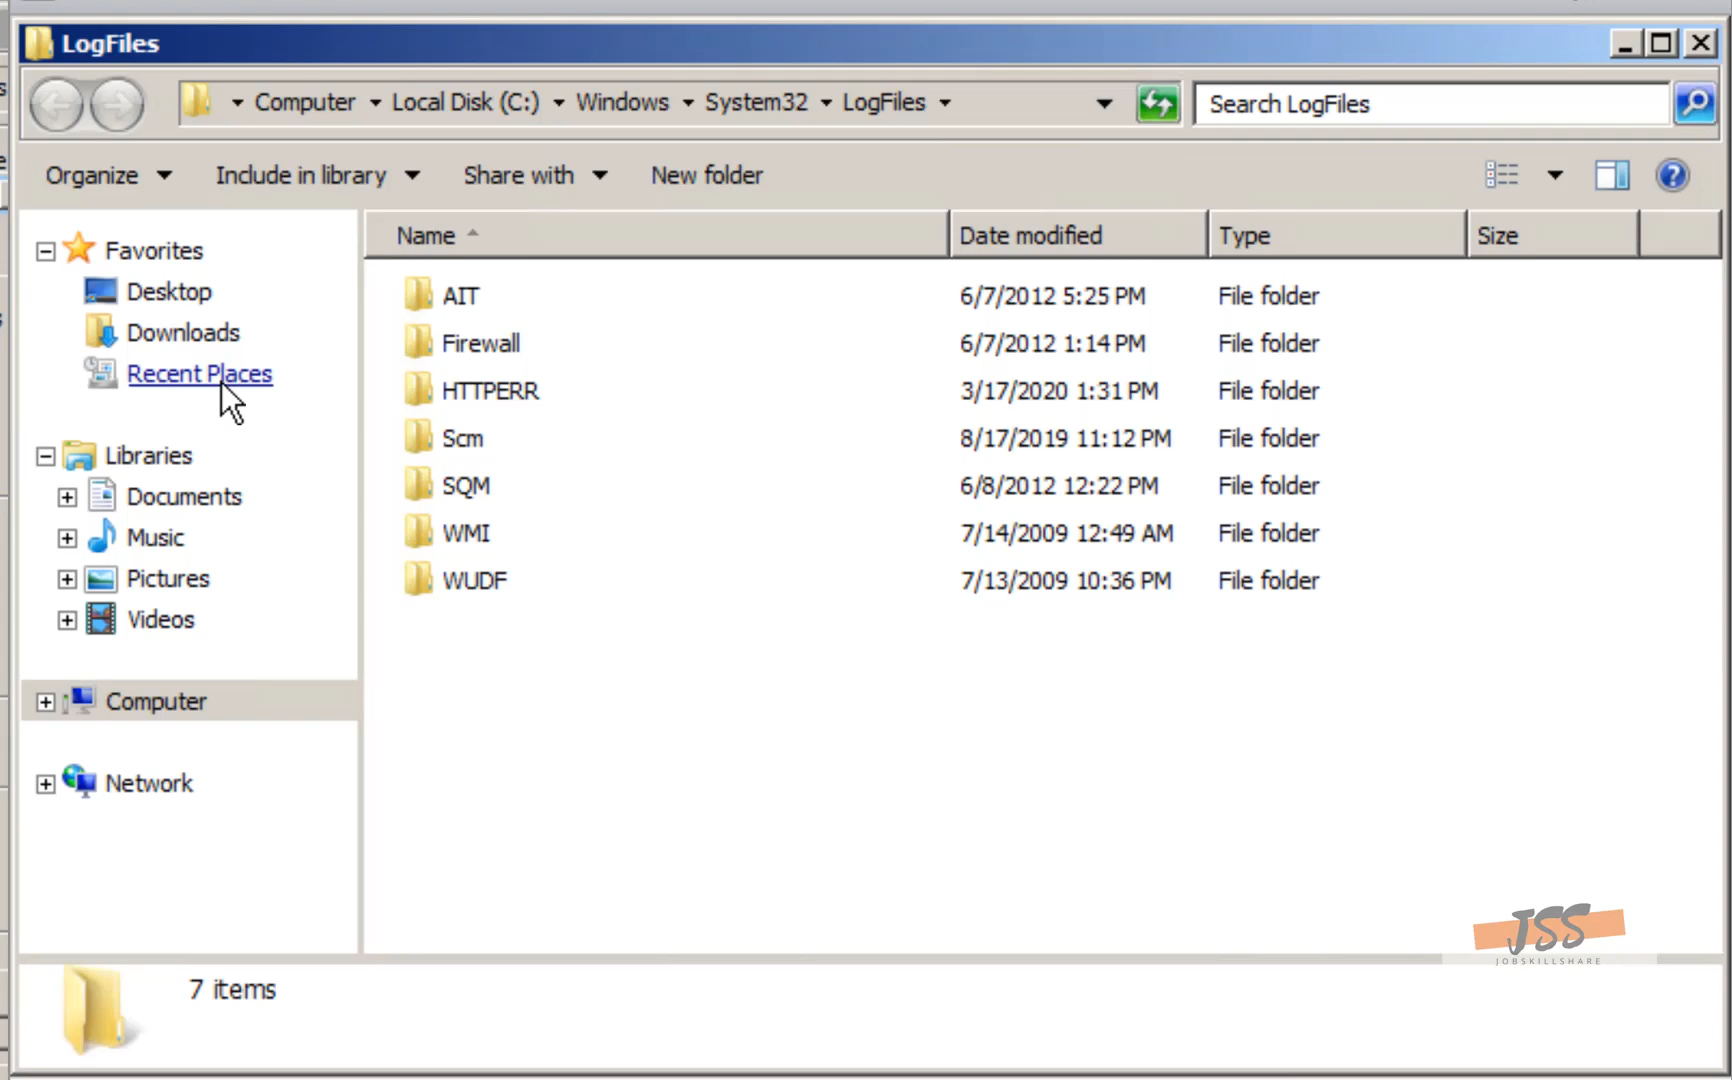 LogFiles
Computer Local Disk (C:) Windows System32 LogFiles Search LogFiles
Organize Include in library Share with New folder
Name Date modified Type Size
Favorites
Desktop
Downloads
Recent Places
Libraries
Documents
Music
Pictures
Videos
Computer
Network
AIT 6/7/2012 5:25 PM File folder
Firewall 6/7/2012 1:14 PM File folder
HTTPERR 3/17/2020 1:31 PM File folder
Scm 8/17/2019 11:12 PM File folder
SQM 6/8/2012 12:22 PM File folder
WMI 7/14/2009 12:49 AM File folder
WUDF 7/13/2009 10:36 PM File folder
JSS
JOBSKILLSHARE
7 items